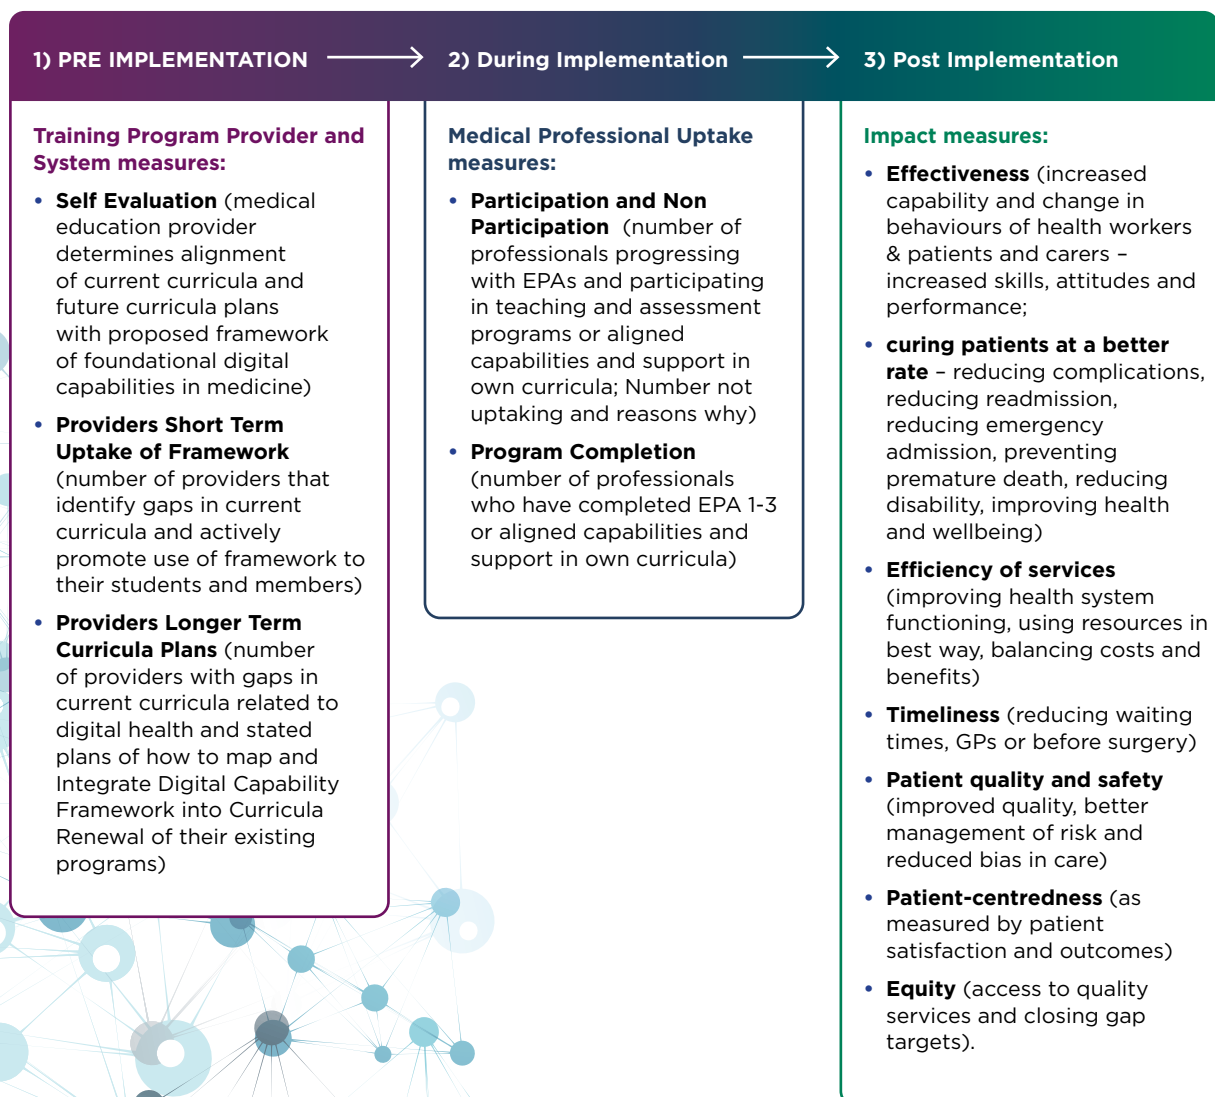 1) PRE IMPLEMENTATION
2) During Implementation
3) Post Implementation
Training Program Provider and
System measures:
• Self Evaluation (medical
education provider
determines alignment
of current curricula and
future curricula plans
with proposed framework
of foundational digital
capabilities in medicine)
• Providers Short Term
Uptake of Framework
(number of providers that
identify gaps in current
curricula and actively
promote use of framework to
their students and members)
• Providers Longer Term
Curricula Plans (number
of providers with gaps in
current curricula related to
digital health and stated
plans of how to map and
Integrate Digital Capability
Framework into Curricula
Renewal of their existing
programs)
Medical Professional Uptake
measures:
• Participation and Non
Participation (number of
professionals progressing
with EPAs and participating
in teaching and assessment
programs or aligned
capabilities and support in
own curricula; Number not
uptaking and reasons why)
• Program Completion
(number of professionals
who have completed EPA 1-3
or aligned capabilities and
support in own curricula)
Impact measures:
• Effectiveness (increased
capability and change in
behaviours of health workers
& patients and carers –
increased skills, attitudes and
performance;
• curing patients at a better
rate – reducing complications,
reducing readmission,
reducing emergency
admission, preventing
premature death, reducing
disability, improving health
and wellbeing)
• Efficiency of services
(improving health system
functioning, using resources in
best way, balancing costs and
benefits)
• Timeliness (reducing waiting
times, GPs or before surgery)
• Patient quality and safety
(improved quality, better
management of risk and
reduced bias in care)
• Patient-centredness (as
measured by patient
satisfaction and outcomes)
• Equity (access to quality
services and closing gap
targets).